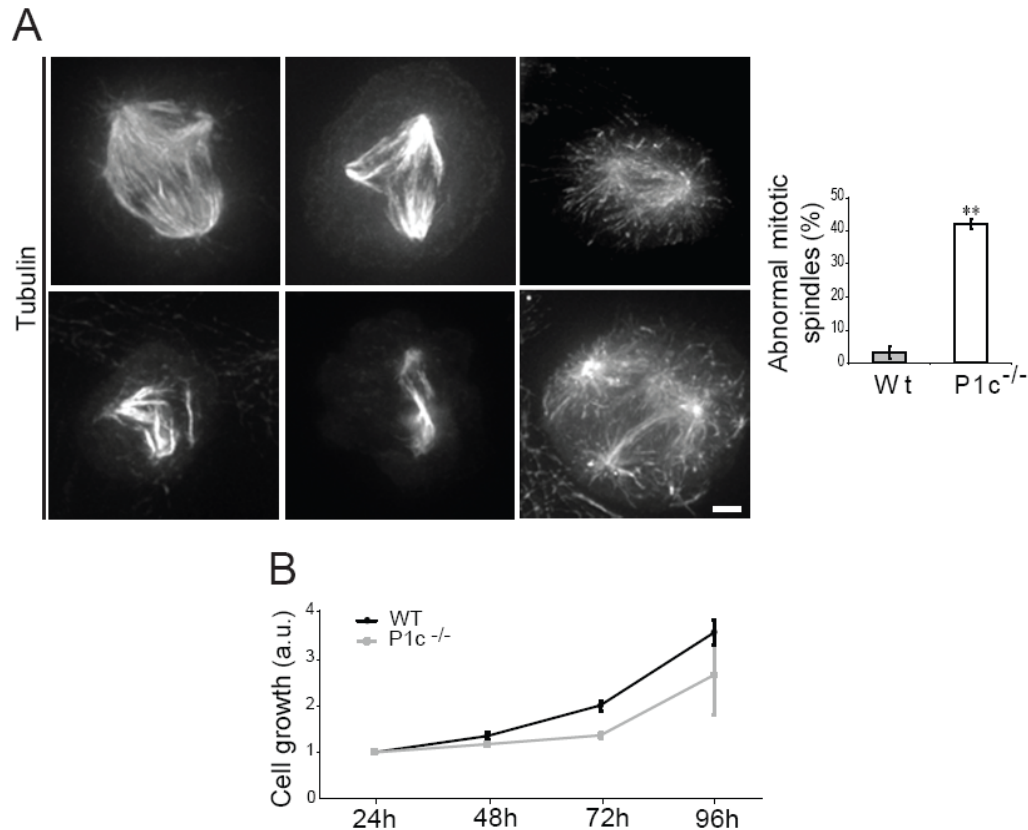 A
Tubulin
Abnormal mitotic
spindles (%)
50
40
30
20
10
0
**
Wt
P1c-/-
B
Cell growth (a.u.)
4
3
2
1
0
WT
P1c -/-
24h
48h
72h
96h